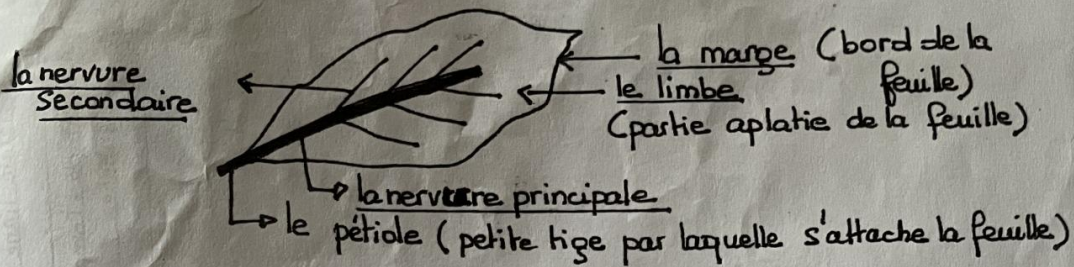 la nervure
secondaire
la marge (bord de la
feuille)
le limbe
(partie aplatie de la feuille)
la nervure principale
le pétiole (petite tige par laquelle s'attache la feuille)